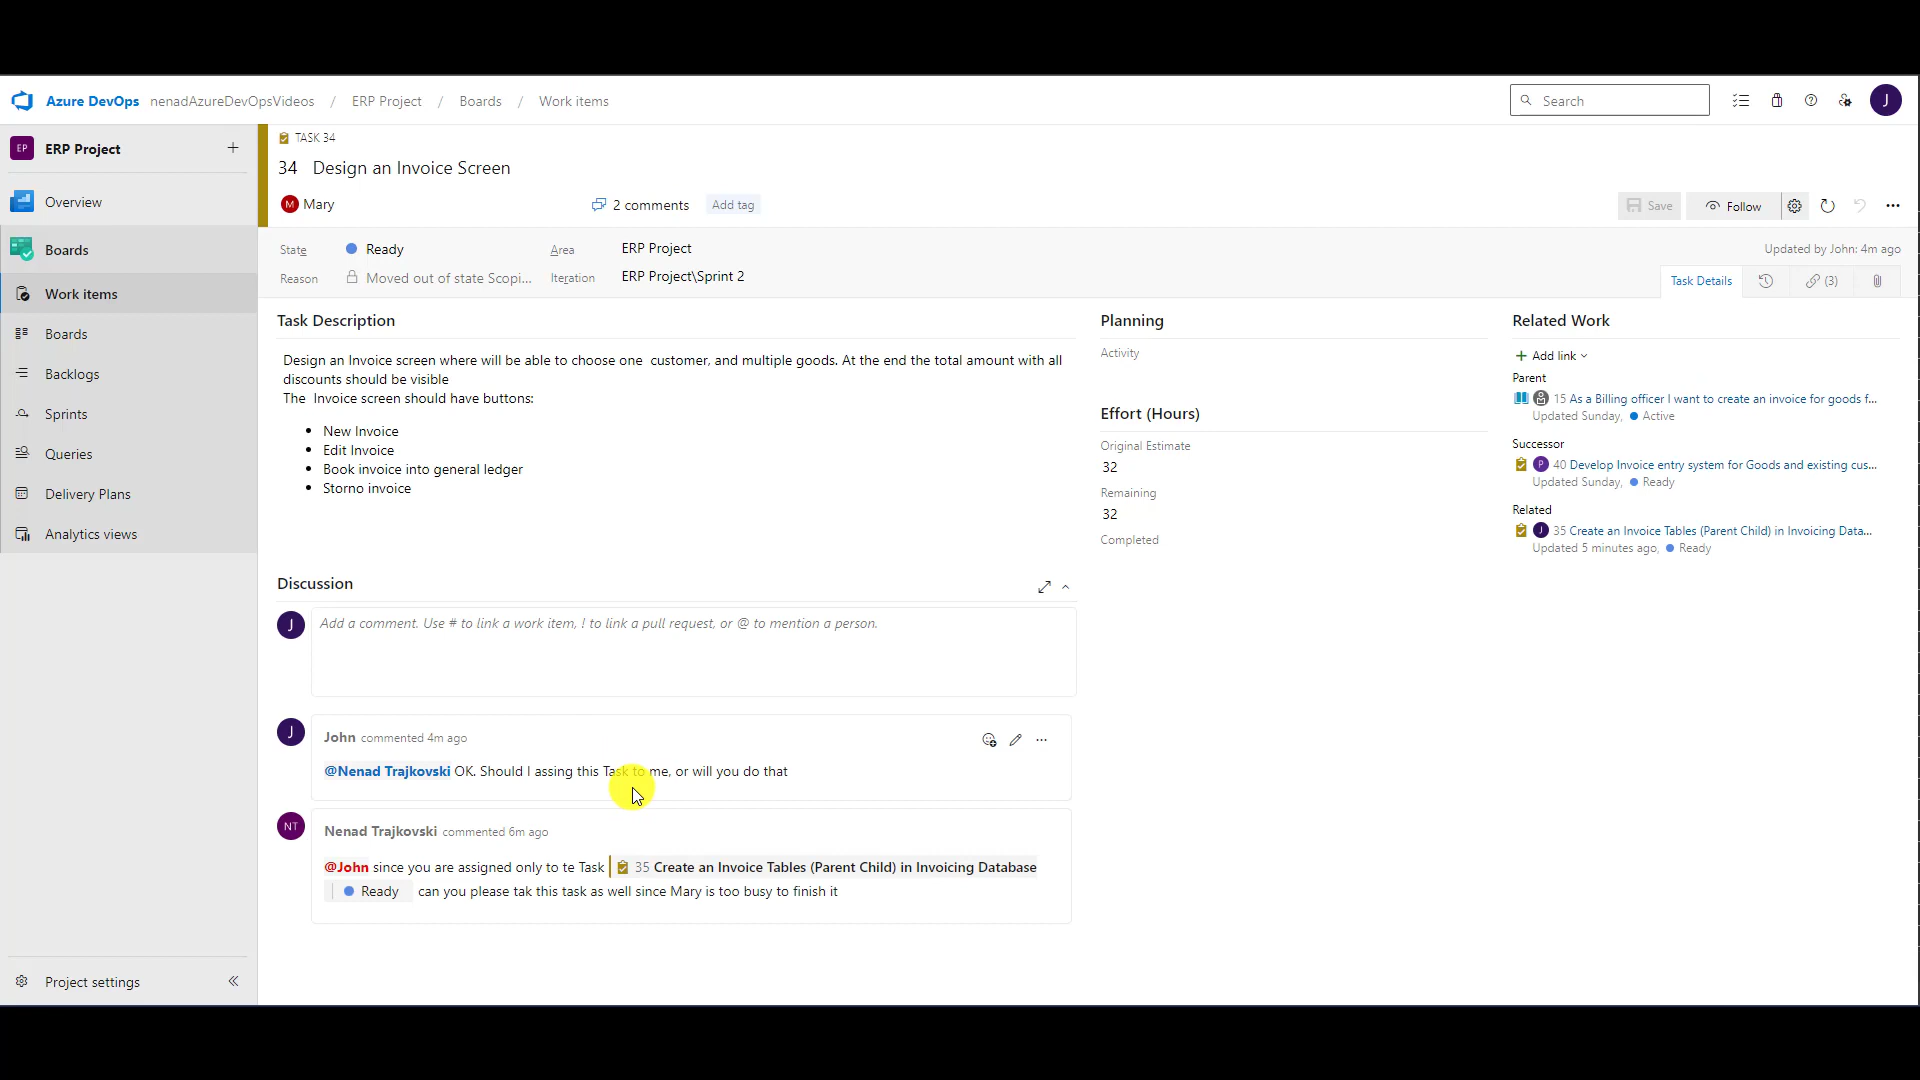 Azure DevOps nenadAzureDevOpsVideos / ERP Project / Boards / Work items
Search
J
EP ERP Project
Overview
Boards
Work items
Boards
Backlogs
Sprints
Queries
Delivery Plans
Analytics views
Project settings
TASK 34
34 Design an Invoice Screen
M Mary
2 comments
Add tag
Save
Follow
State Ready
Area ERP Project
Updated by John: 4m ago
Reason Moved out of state Scopi...
Iteration ERP Project\Sprint 2
Task Details
(3)
Task Description
Design an Invoice screen where will be able to choose one customer, and multiple goods. At the end the total amount with all
discounts should be visible
The Invoice screen should have buttons:
• New Invoice
• Edit Invoice
• Book invoice into general ledger
• Storno invoice
Discussion
J
Add a comment. Use # to link a work item, ! to link a pull request, or @ to mention a person.
J
John commented 4m ago
@Nenad Trajkovski OK. Should I assing this Task to me, or will you do that
NT
Nenad Trajkovski commented 6m ago
@John since you are assigned only to te Task 35 Create an Invoice Tables (Parent Child) in Invoicing Database
Ready can you please tak this task as well since Mary is too busy to finish it
Planning
Activity
Effort (Hours)
Original Estimate
32
Remaining
32
Completed
Related Work
Add link
Parent
15 As a Billing officer I want to create an invoice for goods f...
Updated Sunday, Active
Successor
P 40 Develop Invoice entry system for Goods and existing cus...
Updated Sunday, Ready
Related
J 35 Create an Invoice Tables (Parent Child) in Invoicing Data...
Updated 5 minutes ago, Ready